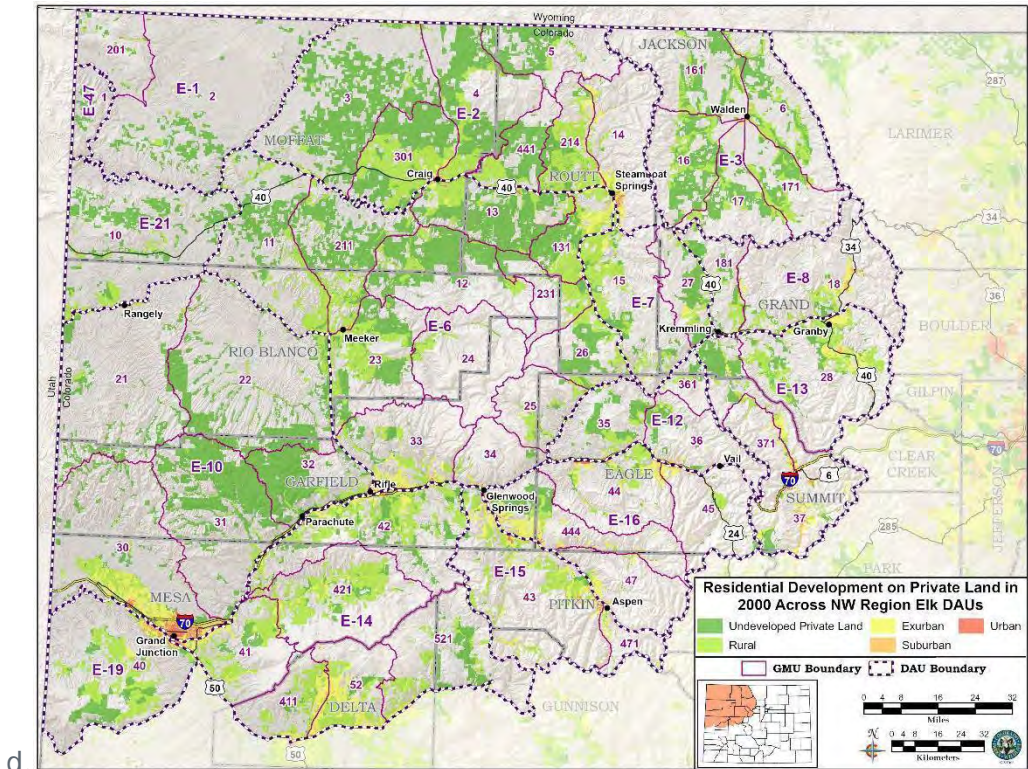 Wyoming
Colorado
JACKSON
201
E-1
E-47
1
2
5
161
3
4
E-2
6
287
Walden
LARIMER
MOFFAT
14
441
214
301
16
E-3
ROUTT
Craig
40
Steamboat
Springs
171
40
E-21
13
17
10
34
34
11
211
131
181
E-8
40
12
15
E-7
27
18
231
GRAND
36
Rangely
Kremmling
Granby
BOULDER
Meeker
E-6
RIO BLANCO
23
24
26
40
Utah
Colorado
21
22
28
E-13
361
GILPIN
25
35
E-12
33
36
371
E-10
34
Vail
CLEAR
CREEK
70
32
EAGLE
70
6
GARFIELD
Rifle
44
SUMMIT
Glenwood
Springs
JEFFERSON
31
Parachute
42
E-16
45
37
285
24
444
30
PARK
E-15
47
MESA
421
43
PITKIN
Aspen
70
E-14
471
Grand
Junction
41
521
E-19
40
50
52
411
DELTA
GUNNISON
50
Residential Development on Private Land in
2000 Across NW Region Elk DAUs
Undeveloped Private Land Exurban Urban
Rural Suburban
GMU Boundary DAU Boundary
0 4 8 16 24 32
Miles
N 0 4 8 16 24 32
Kilometers
d